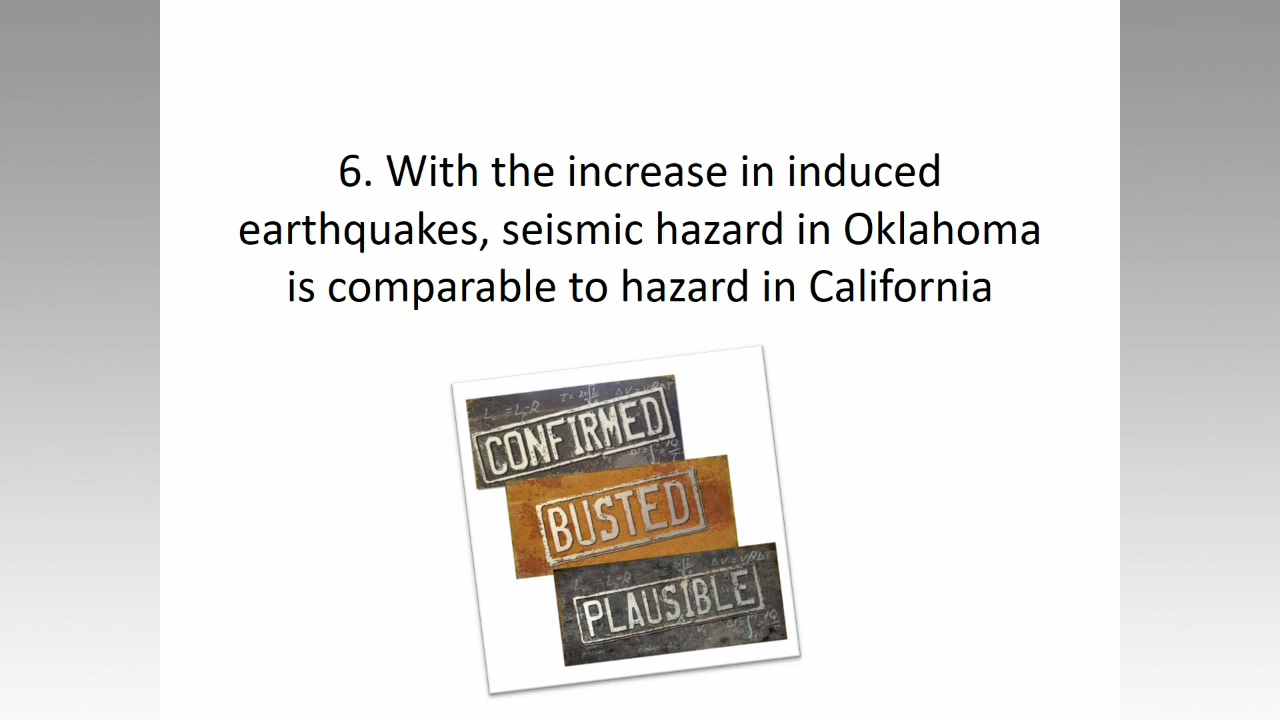 6. With the increase in induced
earthquakes, seismic hazard in Oklahoma
is comparable to hazard in California
CONFIRMED
BUSTED
PLAUSIBLE